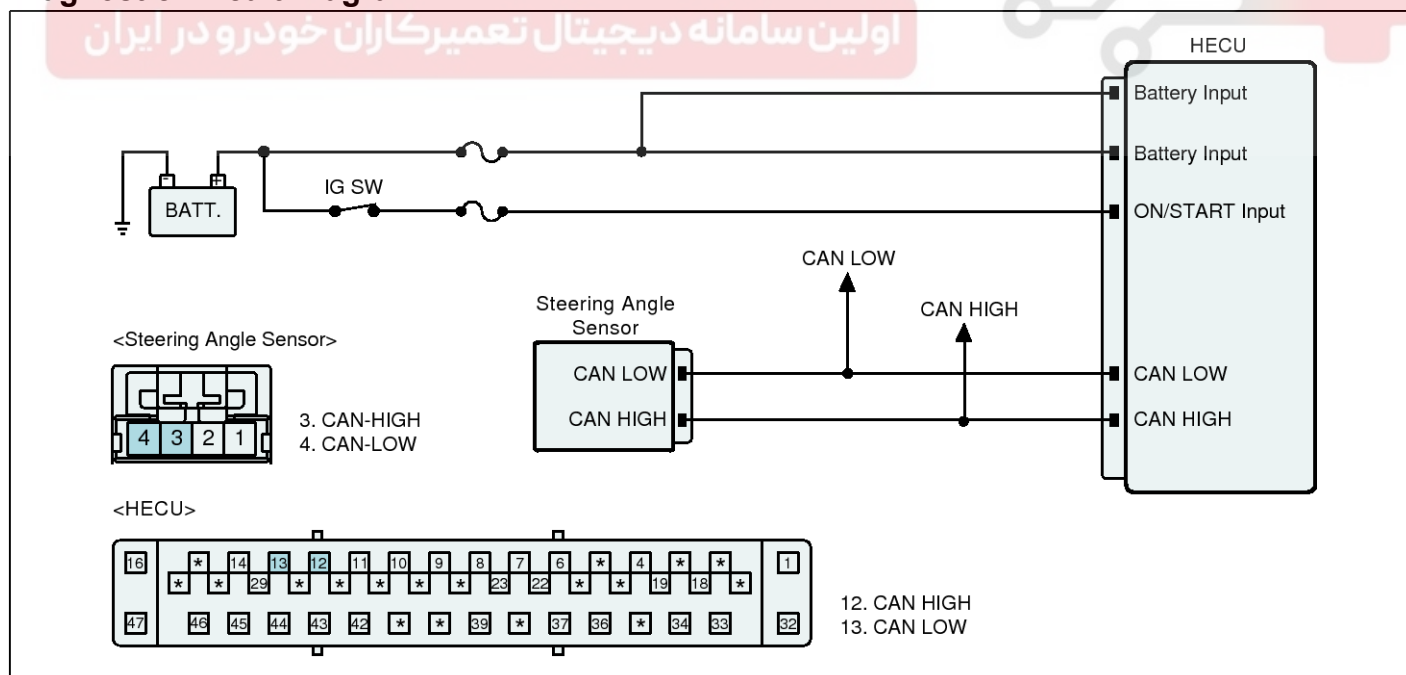 اولین سامانه دیجیتال تعمیرکاران خودرو در ایران
HECU
Battery Input
Battery Input
IG SW
- +
BATT.
ON/START Input
CAN LOW
CAN HIGH
Steering Angle
Sensor
<Steering Angle Sensor>
CAN LOW
CAN LOW
CAN HIGH
CAN HIGH
3. CAN-HIGH
4. CAN-LOW
4 3 2 1
<HECU>
16 * 14 13 12 11 10 9 8 7 6 * 4 * * 1
* * 29 * * * * * 23 22 * * 19 18 *
47 46 45 44 43 42 * * 39 * 37 36 * 34 33 32
12. CAN HIGH
13. CAN LOW